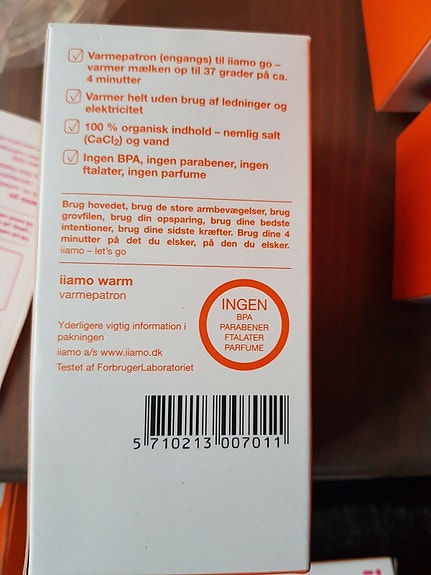 Varmepatron (engangs) til iiamo go –
varmer mælken op til 37 grader på ca.
4 minutter
Varmer helt uden brug af ledninger og
elektricitet
100 % organisk indhold – nemlig salt
(CaCl2) og vand
Ingen BPA, ingen parabener, ingen
ftalater, ingen parfume
Brug hovedet, brug de store armbevægelser, brug
grovfilen, brug din opsparing, brug dine bedste
intentioner, brug dine sidste kræfter. Brug dine 4
minutter på det du elsker, på den du elsker.
iiamo – let's go
iiamo warm
varmepatron
INGEN
BPA
PARABENER
FTALATER
PARFUME
Yderligere vigtig information i
pakningen
iiamo a/s www.iiamo.dk
Testet af ForbrugerLaboratoriet
5 710213 007011